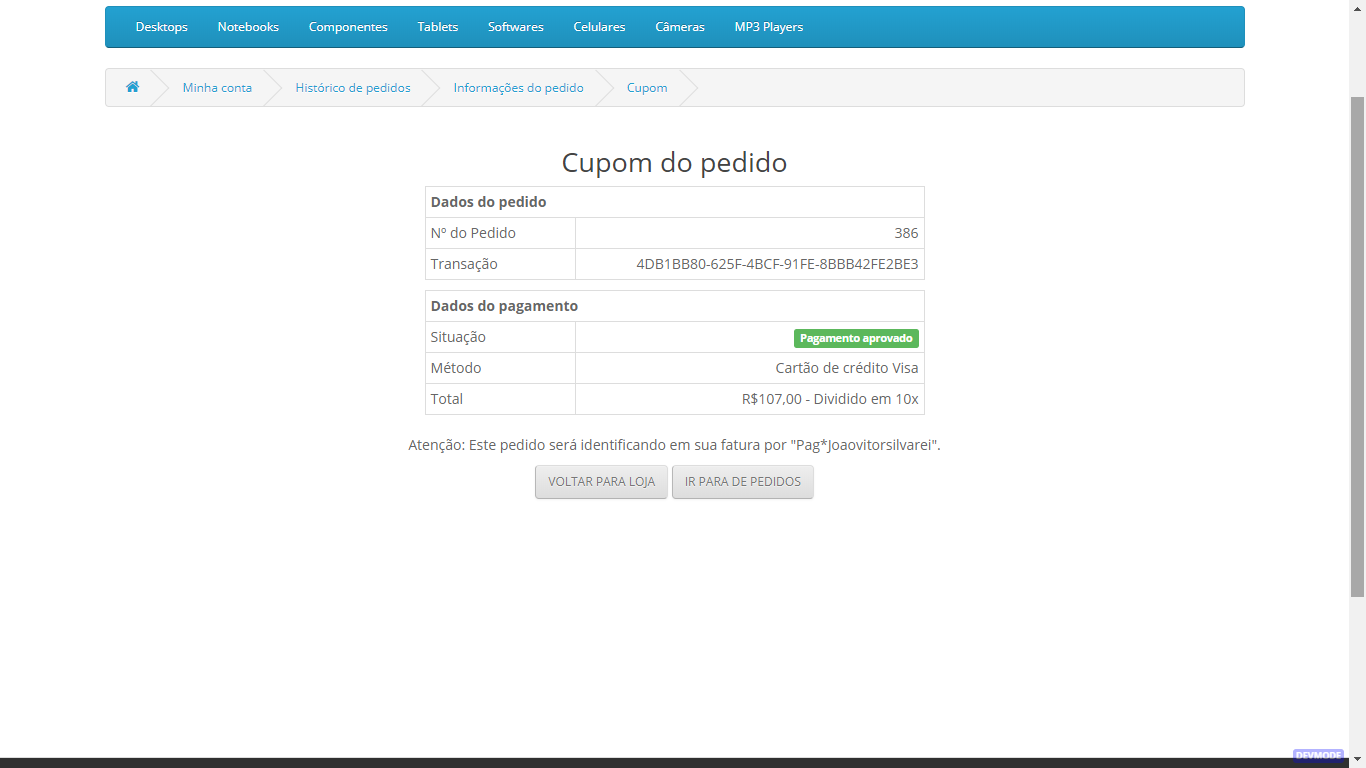 Desktops Notebooks Componentes Tablets Softwares Celulares Câmeras MP3 Players
Minha conta Histórico de pedidos Informações do pedido Cupom
Cupom do pedido
Dados do pedido
Nº do Pedido 386
Transação 4DB1BB80-625F-4BCF-91FE-8BBB42FE2BE3
Dados do pagamento
Situação Pagamento aprovado
Método Cartão de crédito Visa
Total R$107,00 - Dividido em 10x
Atenção: Este pedido será identificando em sua fatura por "Pag*Joaovitorsilvarei".
VOLTAR PARA LOJA IR PARA DE PEDIDOS
DEVMODE